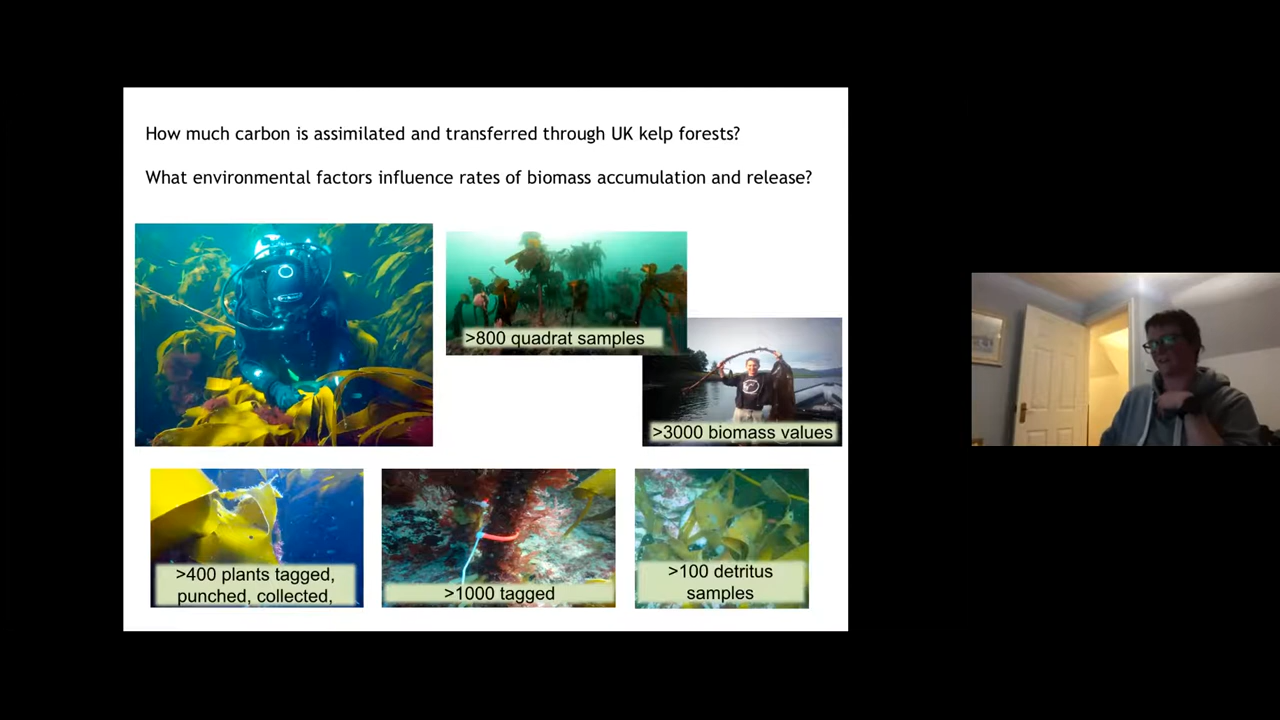 How much carbon is assimilated and transferred through UK kelp forests?
What environmental factors influence rates of biomass accumulation and release?
>800 quadrat samples
>3000 biomass values
>400 plants tagged,
punched, collected,
>1000 tagged
>100 detritus
samples